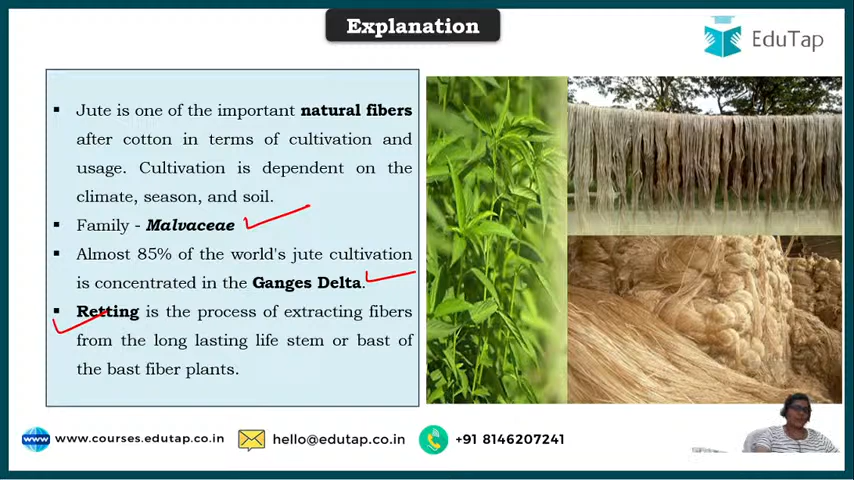 Explanation
EduTap
▪ Jute is one of the important natural fibers
after cotton in terms of cultivation and
usage. Cultivation is dependent on the
climate, season, and soil.
▪ Family - Malvaceae
▪ Almost 85% of the world's jute cultivation
is concentrated in the Ganges Delta.
▪ Retting is the process of extracting fibers
from the long lasting life stem or bast of
the bast fiber plants.
www.courses.edutap.co.in hello@edutap.co.in +91 8146207241